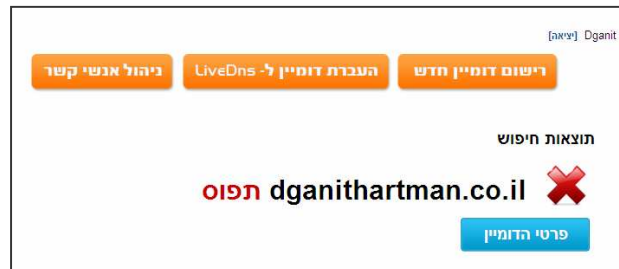 Dganit [יציאה]
רישום דומיין חדש
העברת דומיין ל- LiveDns
ניהול אנשי קשר
תוצאות חיפוש
dganithartman.co.il תפוס
פרטי הדומיין